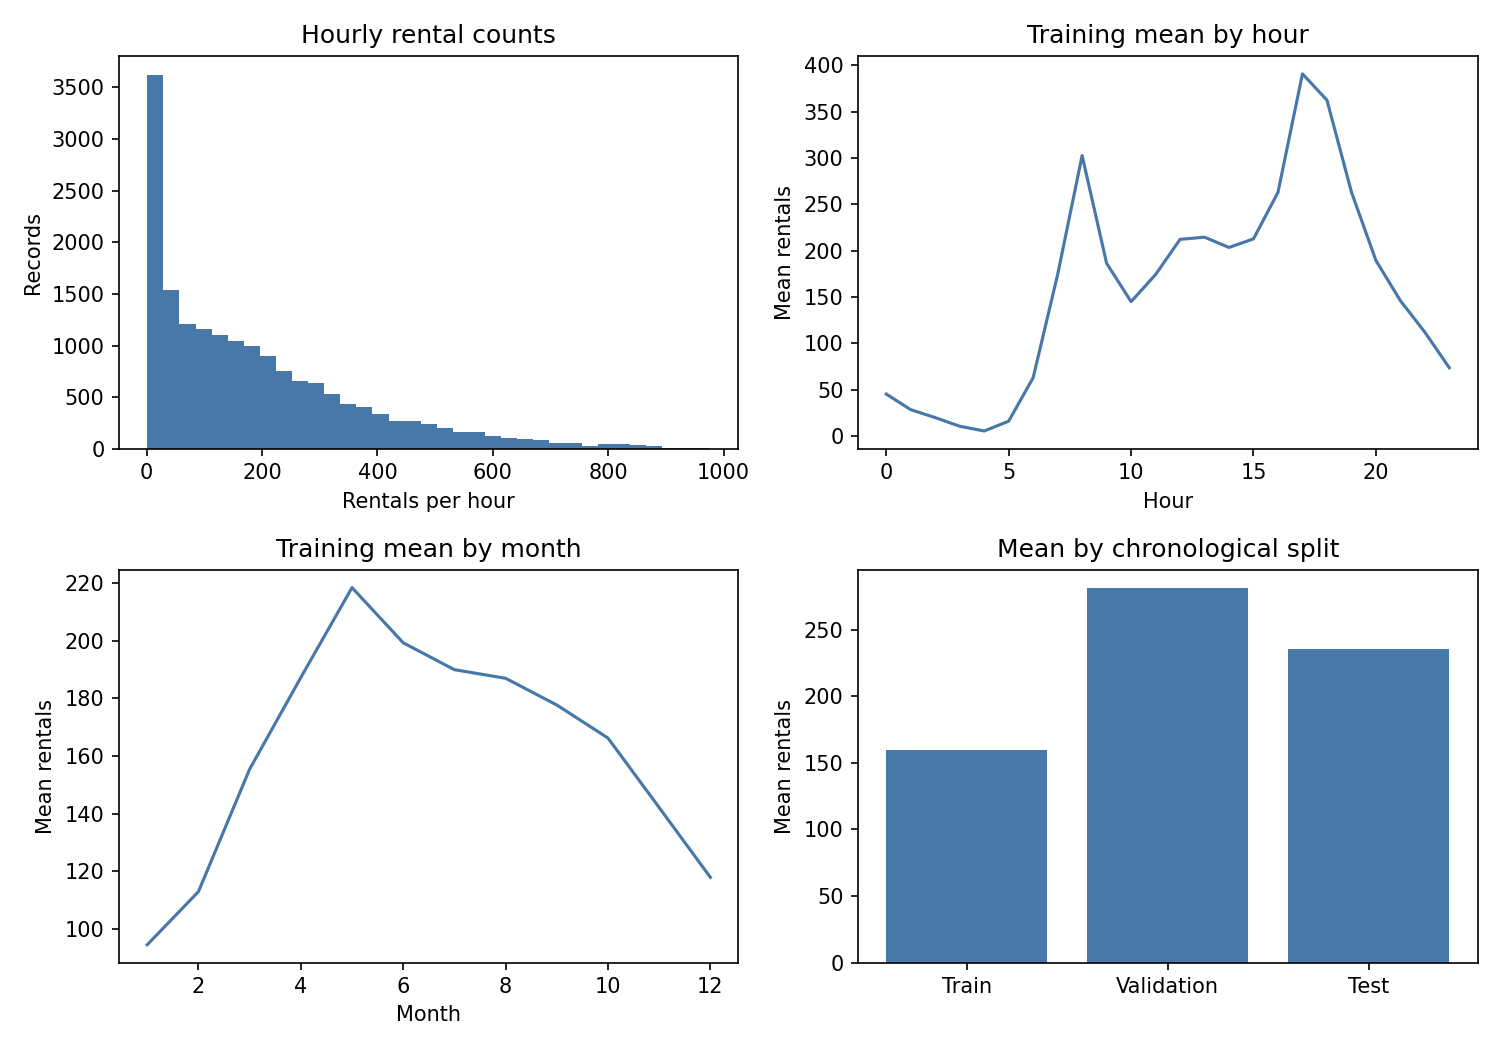 Hourly rental counts
3500
3000
2500
2000
1500
1000
500
0
Records
0 200 400 600 800 1000
Rentals per hour
Training mean by hour
400
350
300
250
200
150
100
50
0
Mean rentals
0 5 10 15 20
Hour
Training mean by month
220
200
180
160
140
120
100
Mean rentals
2 4 6 8 10 12
Month
Mean by chronological split
250
200
150
100
50
0
Mean rentals
Train Validation Test